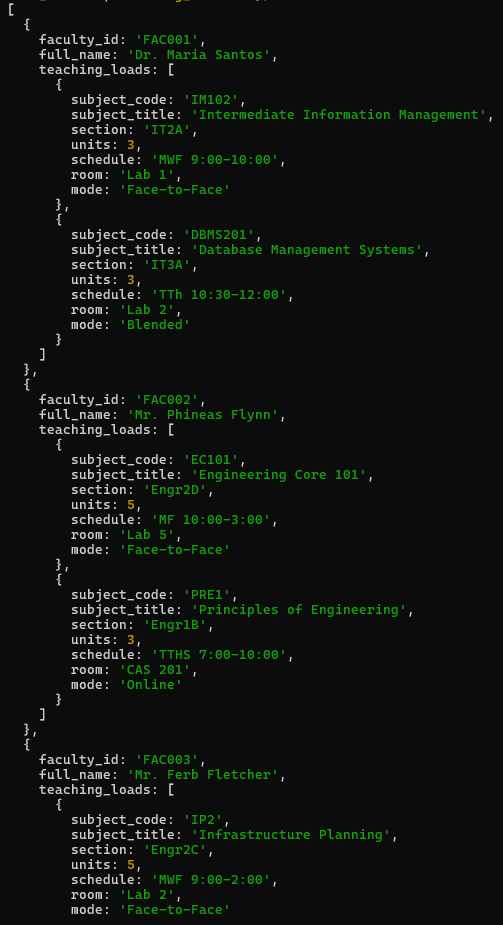 [
  {
    faculty_id: 'FAC001',
    full_name: 'Dr. Maria Santos',
    teaching_loads: [
      {
        subject_code: 'IM102',
        subject_title: 'Intermediate Information Management',
        section: 'IT2A',
        units: 3,
        schedule: 'MWF 9:00-10:00',
        room: 'Lab 1',
        mode: 'Face-to-Face'
      },
      {
        subject_code: 'DBMS201',
        subject_title: 'Database Management Systems',
        section: 'IT3A',
        units: 3,
        schedule: 'TTh 10:30-12:00',
        room: 'Lab 2',
        mode: 'Blended'
      }
    ]
  },
  {
    faculty_id: 'FAC002',
    full_name: 'Mr. Phineas Flynn',
    teaching_loads: [
      {
        subject_code: 'EC101',
        subject_title: 'Engineering Core 101',
        section: 'Engr2D',
        units: 5,
        schedule: 'MF 10:00-3:00',
        room: 'Lab 5',
        mode: 'Face-to-Face'
      },
      {
        subject_code: 'PRE1',
        subject_title: 'Principles of Engineering',
        section: 'Engr1B',
        units: 3,
        schedule: 'TTHS 7:00-10:00',
        room: 'CAS 201',
        mode: 'Online'
      }
    ]
  },
  {
    faculty_id: 'FAC003',
    full_name: 'Mr. Ferb Fletcher',
    teaching_loads: [
      {
        subject_code: 'IP2',
        subject_title: 'Infrastructure Planning',
        section: 'Engr2C',
        units: 5,
        schedule: 'MWF 9:00-2:00',
        room: 'Lab 2',
        mode: 'Face-to-Face'